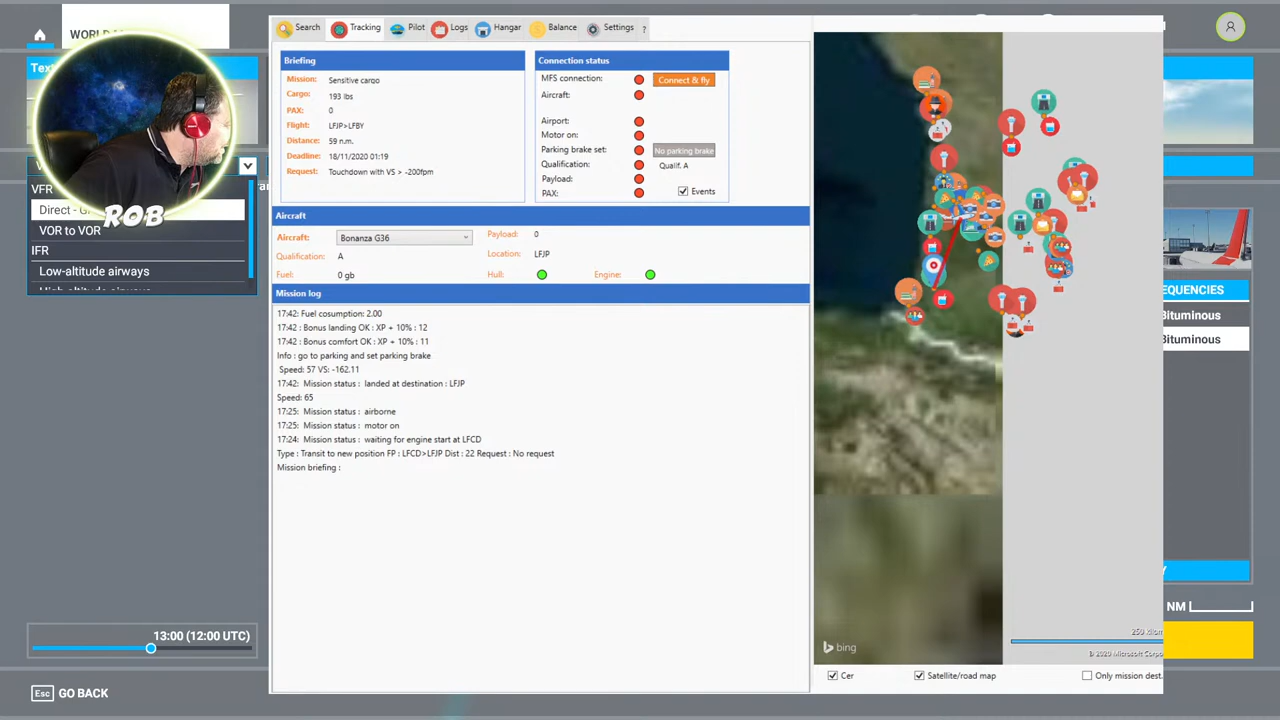 WORLD
Text
VFR
Direct - G
VOR to VOR
IFR
Low-altitude airways
High-altitude airways
ROB
13:00 (12:00 UTC)
Esc GO BACK
Search Tracking Pilot Logs Hangar Balance Settings ?
Briefing
Mission: Sensitive cargo
Cargo: 193 lbs
PAX: 0
Flight: LFJP>LFBY
Distance: 59 n.m.
Deadline: 18/11/2020 01:19
Request: Touchdown with VS > -200fpm
Connection status
MFS connection: Connect & fly
Aircraft:
Airport:
Motor on:
Parking brake set: No parking brake
Qualification: Qualif. A
Payload:
PAX: Events
Aircraft
Aircraft: Bonanza G36 Payload: 0
Qualification: A Location: LFJP
Fuel: 0 gb Hull: Engine:
Mission log
17:42: Fuel cosumption: 2.00
17:42 : Bonus landing OK : XP + 10% : 12
17:42 : Bonus comfort OK : XP + 10% : 11
Info : go to parking and set parking brake
Speed: 57 VS: -162.11
17:42: Mission status : landed at destination : LFJP
Speed: 65
17:25: Mission status : airborne
17:25: Mission status : motor on
17:24: Mission status : waiting for engine start at LFCD
Type : Transit to new position FP : LFCD>LFJP Dist : 22 Request : No request
Mission briefing :
bing
250 kilom
© 2020 Microsoft Corpo
Cer Satellite/road map Only mission dest.
EQUENCIES
Bituminous
Bituminous
Y
NM